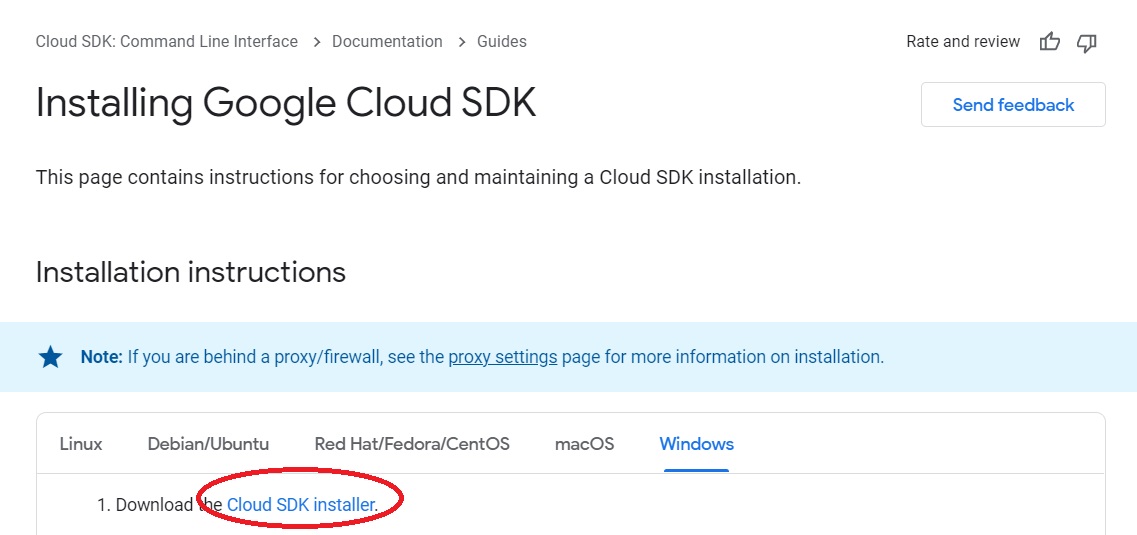 Cloud SDK: Command Line Interface > Documentation > Guides
Rate and review
Installing Google Cloud SDK
Send feedback
This page contains instructions for choosing and maintaining a Cloud SDK installation.
Installation instructions
Note: If you are behind a proxy/firewall, see the proxy settings page for more information on installation.
Linux Debian/Ubuntu Red Hat/Fedora/CentOS macOS Windows
1. Download the Cloud SDK installer.